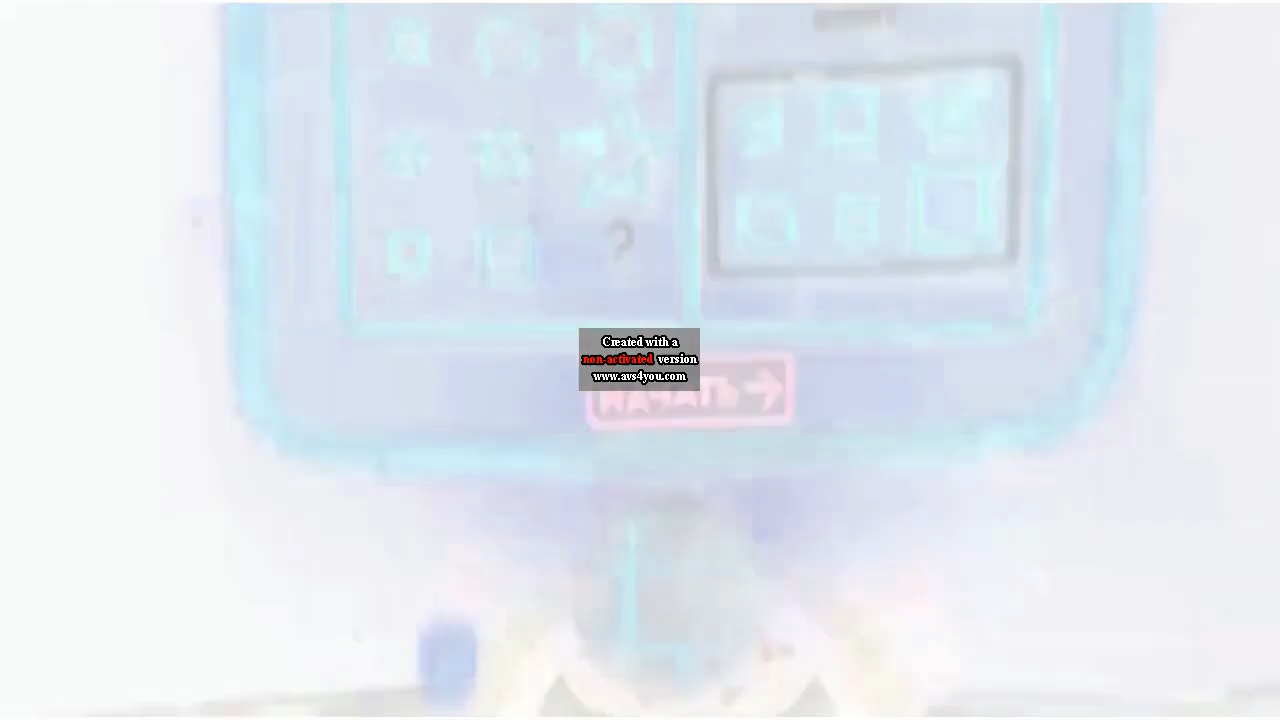 ?
Created with a
non-activated version
www.avs4you.com
НАЧАТЬ →